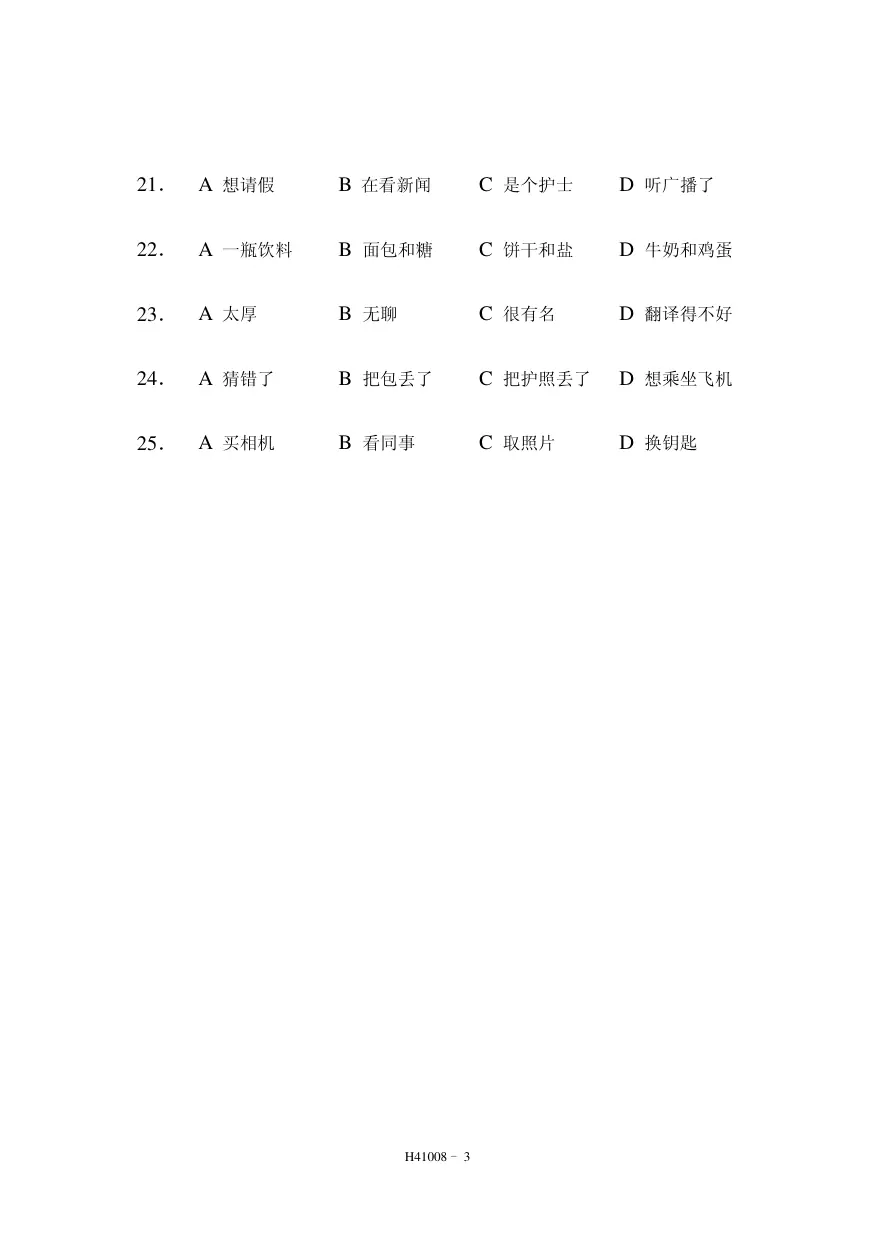 21． A 想请假 B 在看新闻 C 是个护士 D 听广播了
22． A 一瓶饮料 B 面包和糖 C 饼干和盐 D 牛奶和鸡蛋
23． A 太厚 B 无聊 C 很有名 D 翻译得不好
24． A 猜错了 B 把包丢了 C 把护照丢了 D 想乘坐飞机
25． A 买相机 B 看同事 C 取照片 D 换钥匙
H41008－ 3